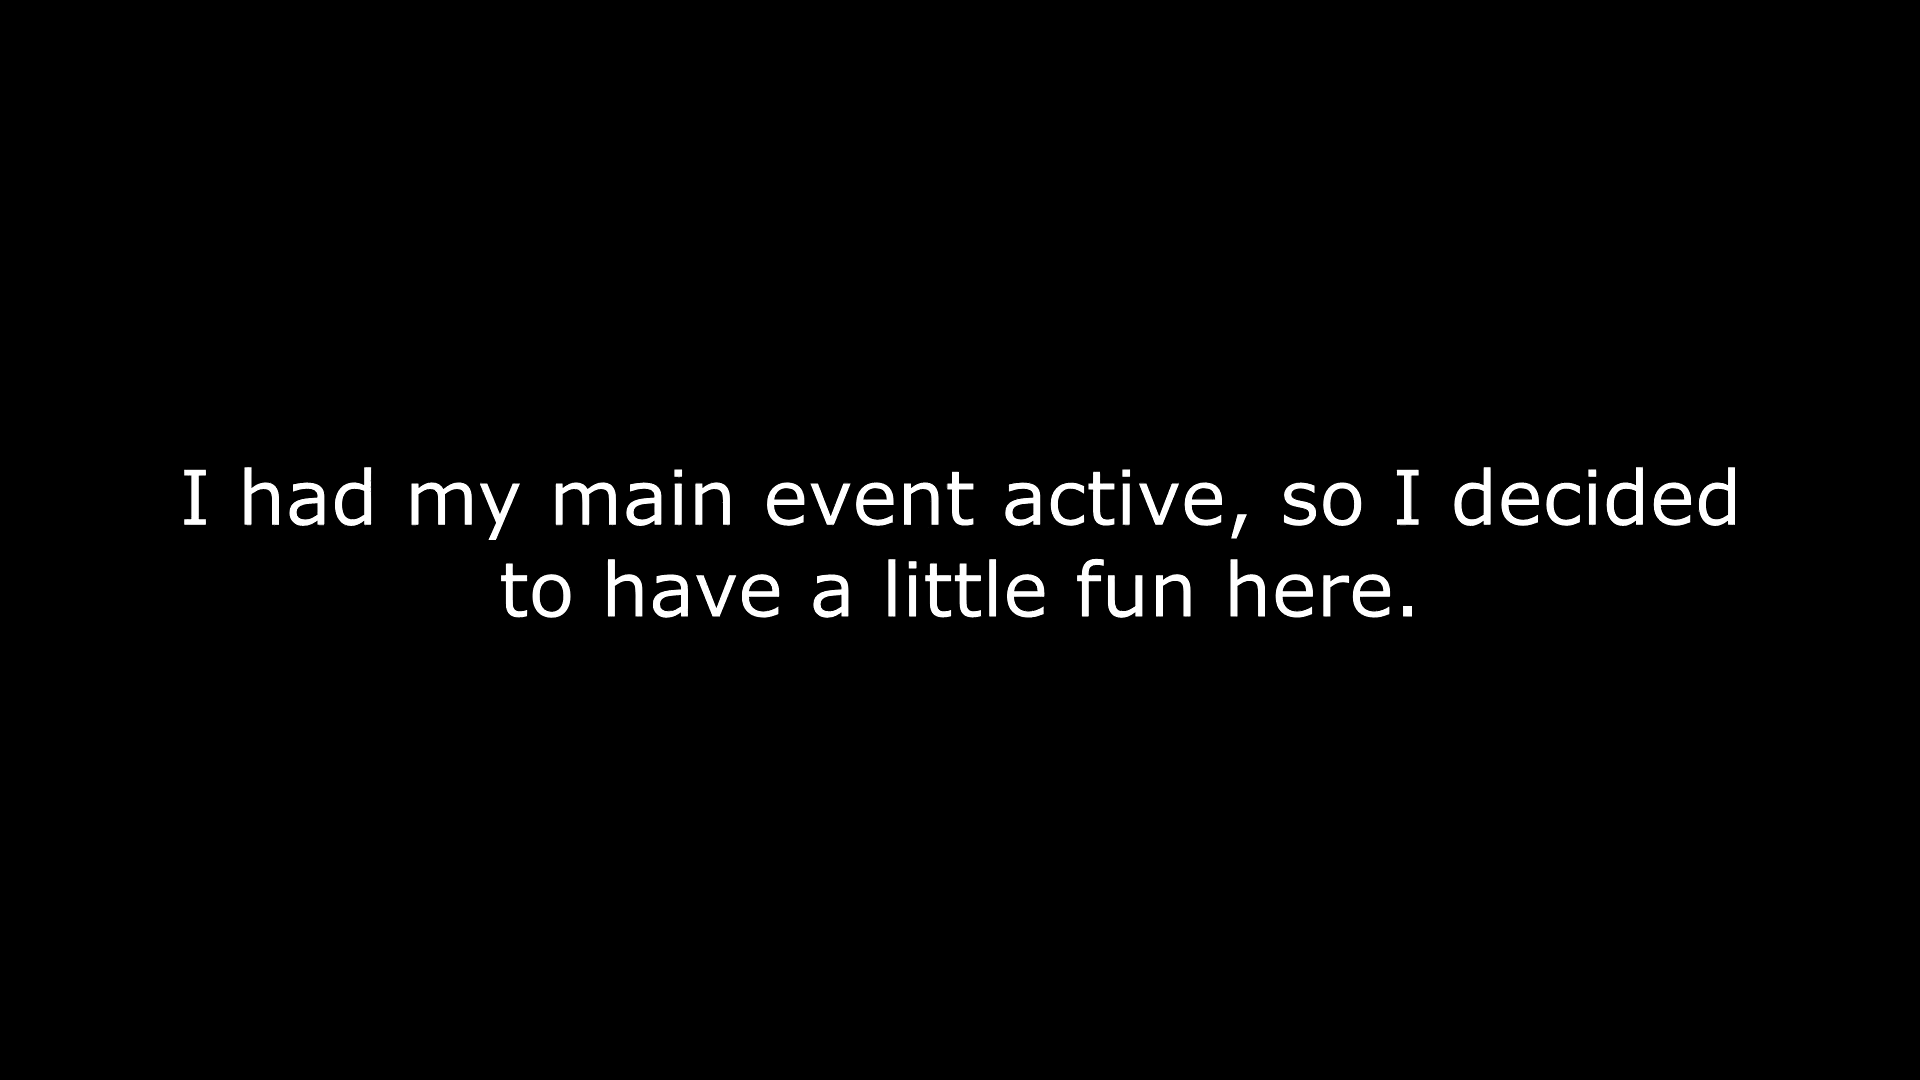 I had my main event active, so I decided
to have a little fun here.